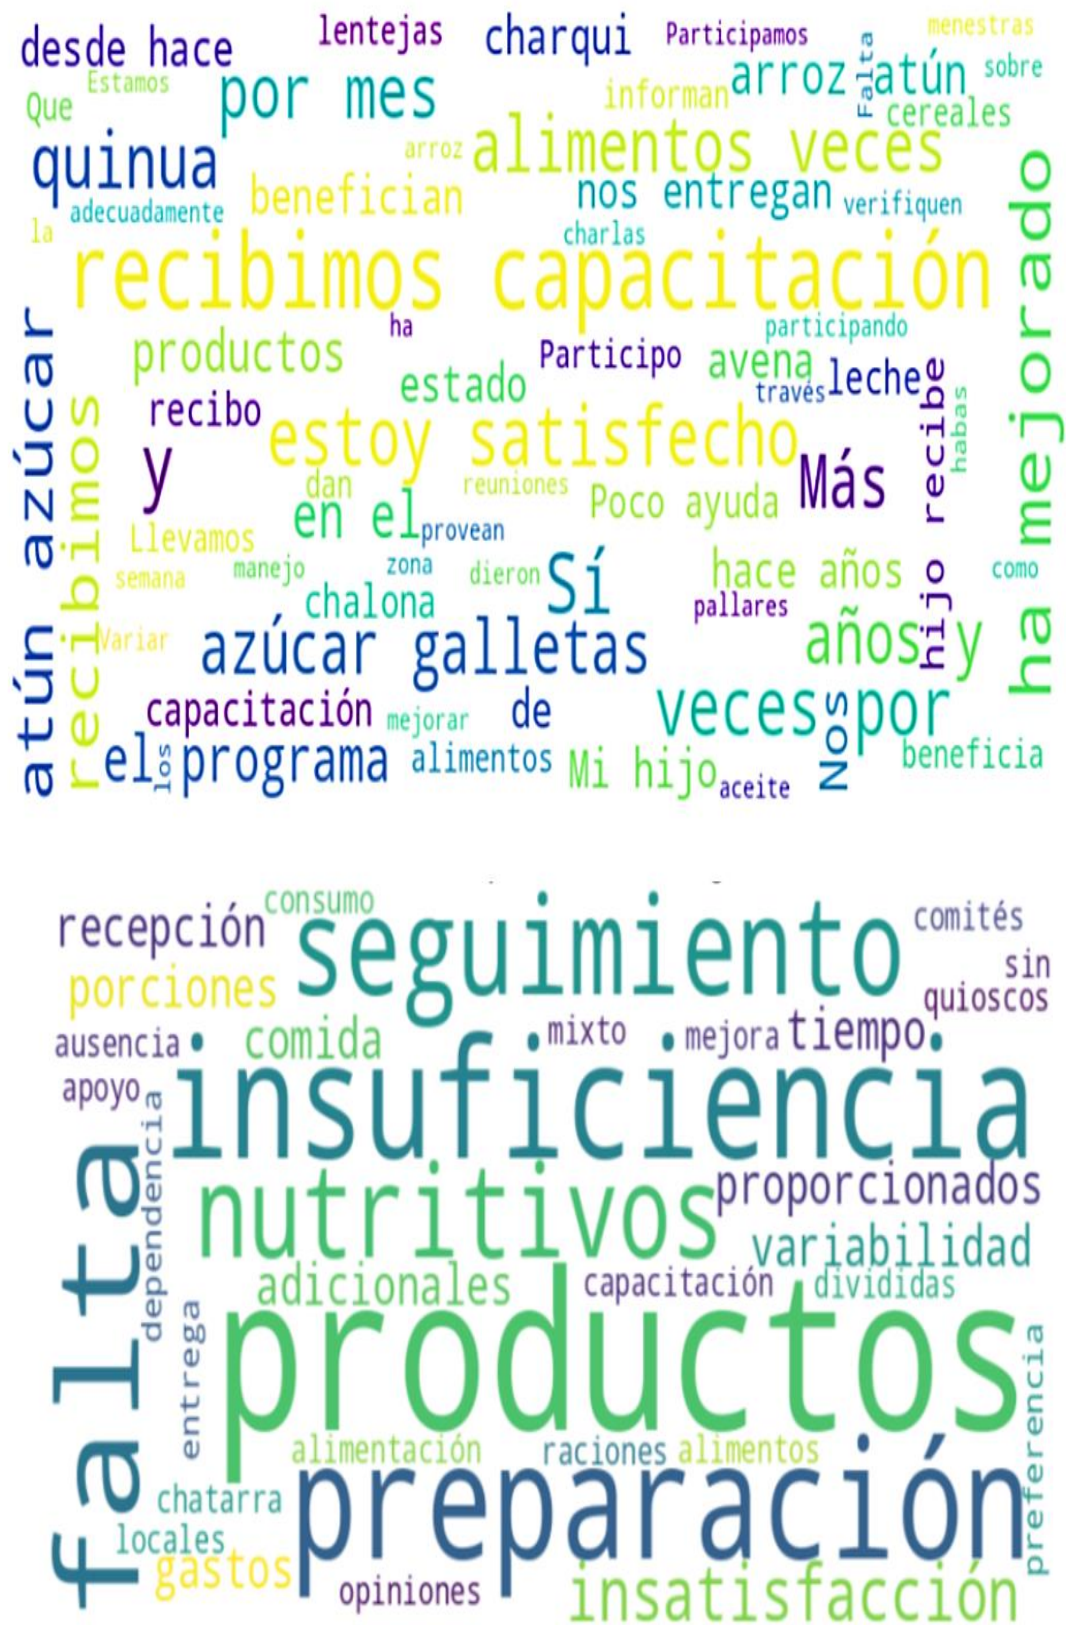 desde hace
lentejas
charqui
Participamos
menestras
Estamos
Que
por mes
informan
arroz atún
Falta
sobre
cereales
quinua
arroz
alimentos veces
adecuadamente
benefician
nos entregan
verifiquen
la
charlas
recibimos capacitación
ha mejorado
ha
participando
productos
Participo
avena
estado
través
leche
recibo
hijo recibe
habas
atún azúcar
recibimos
estoy satisfecho
y
dan
reuniones
Poco ayuda
Más
en el
provean
Llevamos
semana
manejo
zona
dieron
Sí
hace años
como
chalona
pallares
Variar
azúcar galletas
años y
capacitación
mejorar
de
veces por
Nos
el programa
los
alimentos
Mi hijo
aceite
beneficia
consumo
recepción
seguimiento
comités
porciones
sin
quioscos
ausencia
comida
mixto
mejora
tiempo
apoyo
insuficiencia
dependencia
falta
nutritivos
proporcionados
variabilidad
adicionales
capacitación
divididas
entrega
productos
preferencia
alimentación
raciones
alimentos
chatarra
preparación
locales
gastos
opiniones
insatisfacción